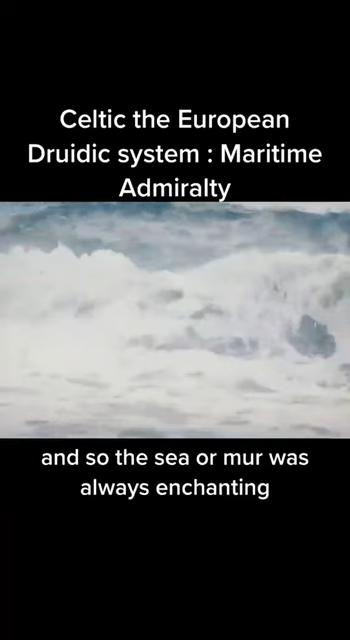 Celtic the European
Druidic system : Maritime
Admiralty
and so the sea or mur was
always enchanting